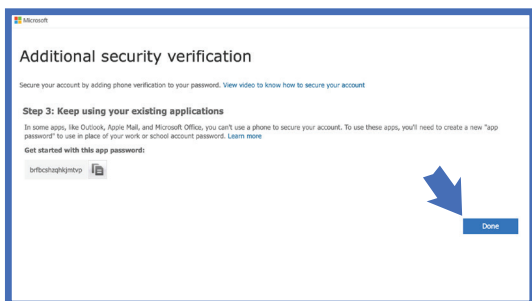 Microsoft
Additional security verification
Secure your account by adding phone verification to your password. View video to know how to secure your account
Step 3: Keep using your existing applications
In some apps, like Outlook, Apple Mail, and Microsoft Office, you can't use a phone to secure your account. To use these apps, you'll need to create a new "app
password" to use in place of your work or school account password. Learn more
Get started with this app password:
brfbcshzqhkjmtvp
Done